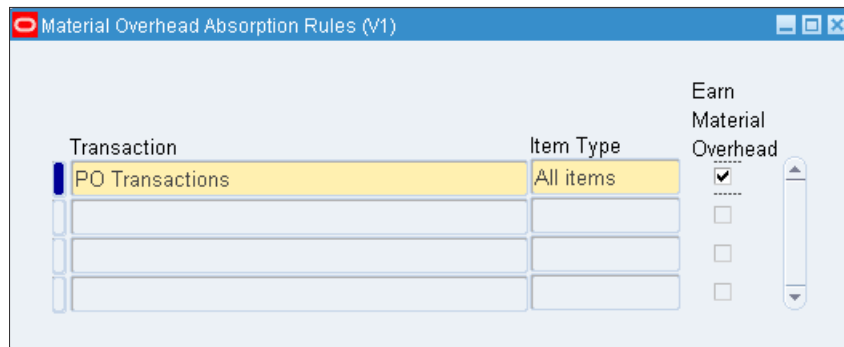 Material Overhead Absorption Rules (V1)
Earn
Material
Transaction Item Type Overhead
PO Transactions All items